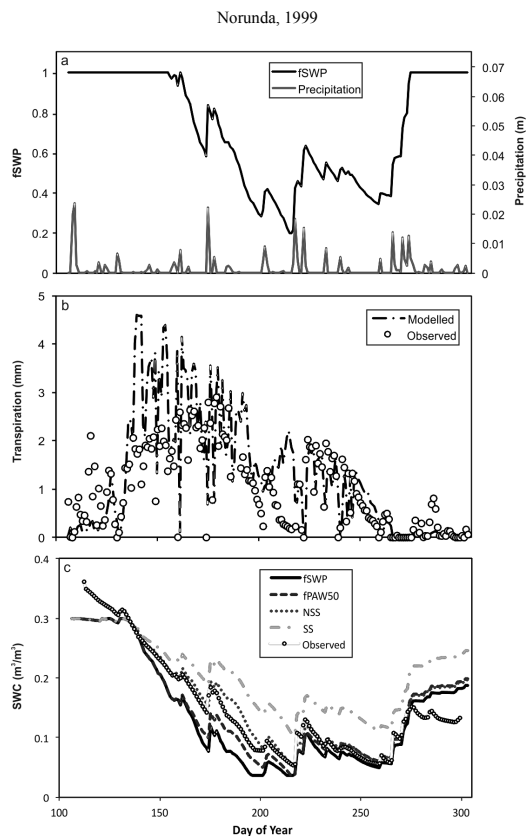 Norunda, 1999
a
fSWP
Precipitation
1
0.8
0.6
0.4
0.2
0
fSWP
0.07
0.06
0.05
0.04
0.03
0.02
0.01
0
Precipitation (m)
b
Modelled
Observed
5
4
3
2
1
0
Transpiration (mm)
c
fSWP
fPAW50
NSS
SS
Observed
0.4
0.3
0.2
0.1
0
SWC (m³/m³)
100
150
200
250
300
Day of Year